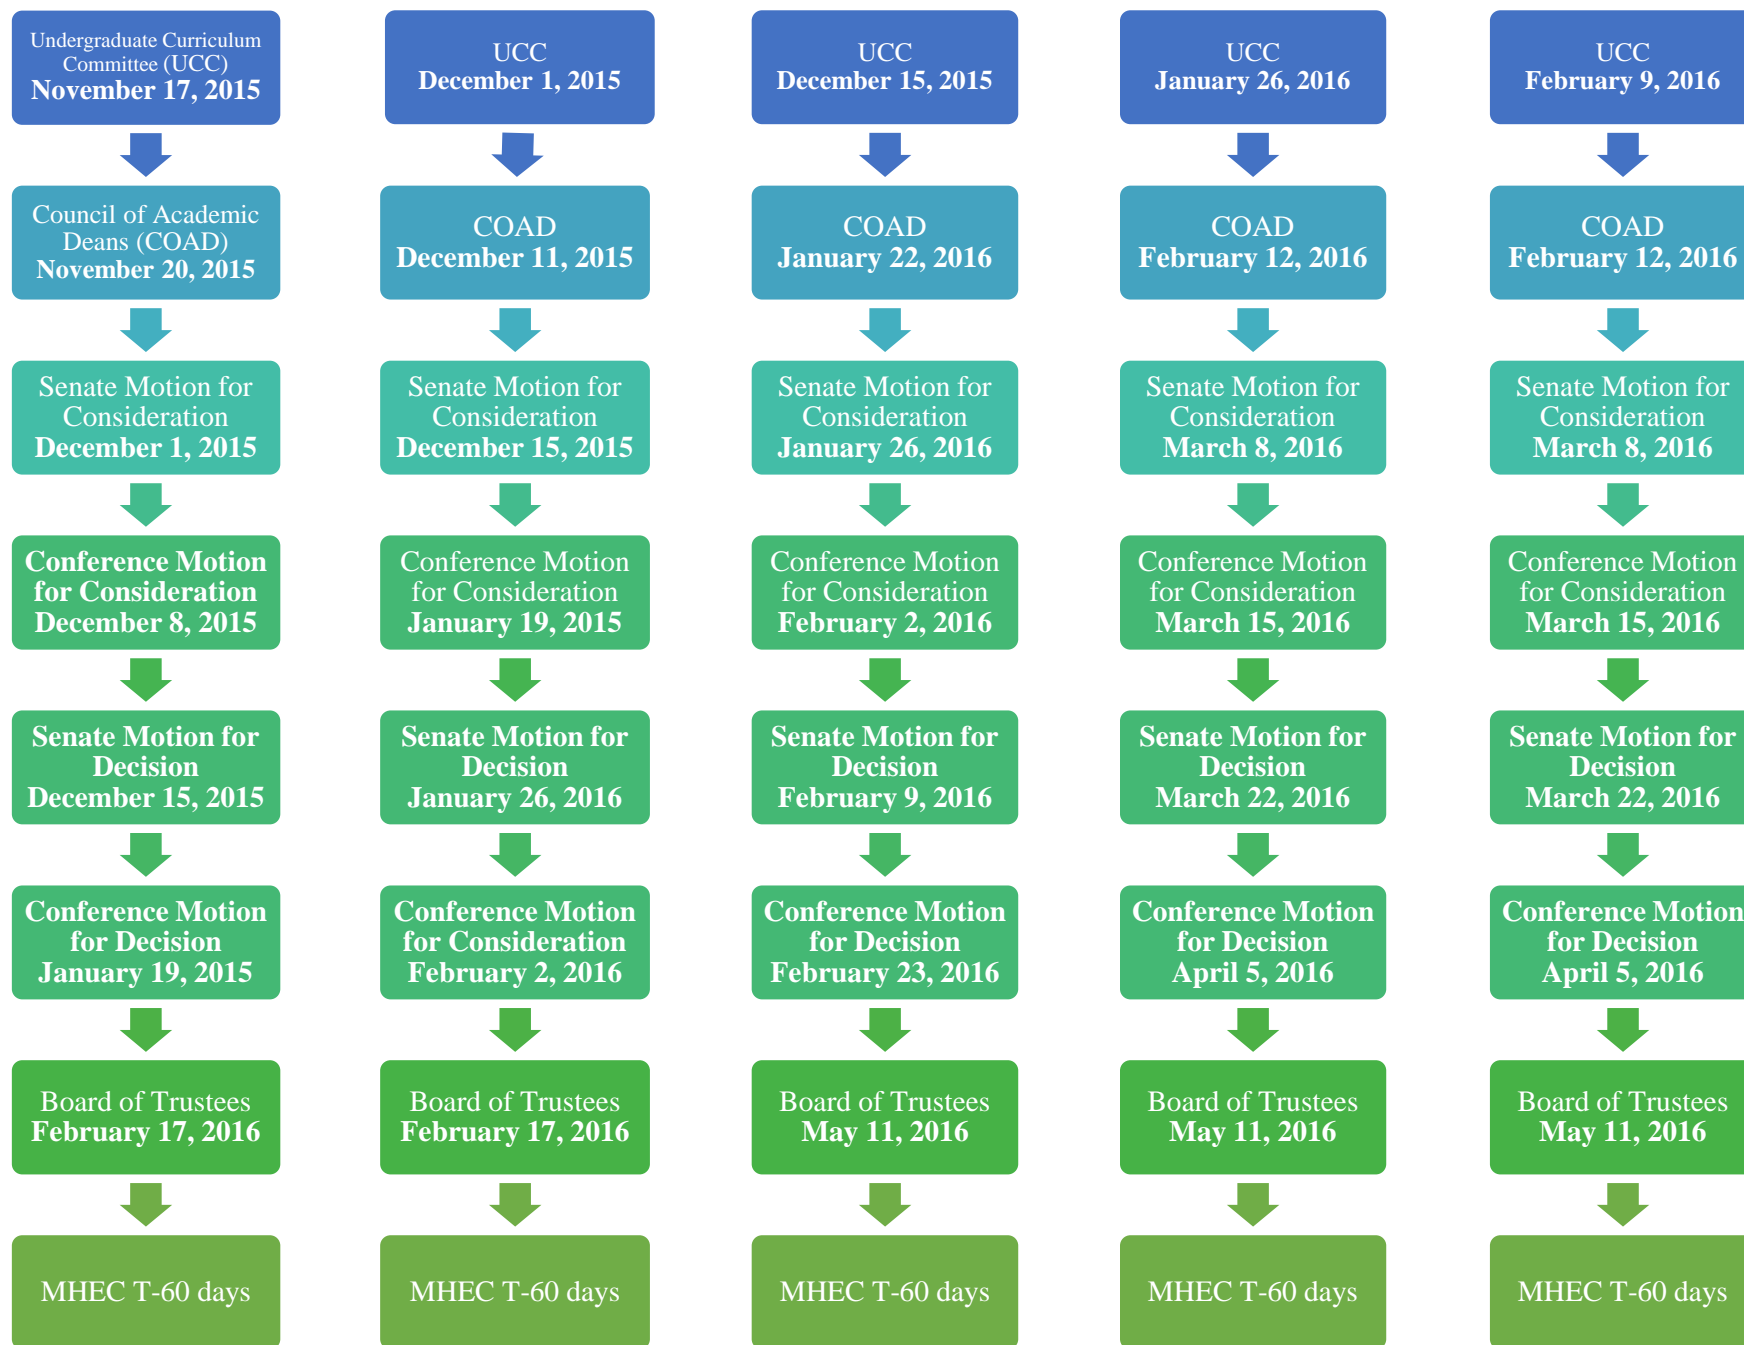 Undergraduate Curriculum
Committee (UCC)
November 17, 2015
Council of Academic
Deans (COAD)
November 20, 2015
Senate Motion for
Consideration
December 1, 2015
Conference Motion
for Consideration
December 8, 2015
Senate Motion for
Decision
December 15, 2015
Conference Motion
for Decision
January 19, 2015
Board of Trustees
February 17, 2016
MHEC T-60 days
UCC
December 1, 2015
COAD
December 11, 2015
Senate Motion for
Consideration
December 15, 2015
Conference Motion
for Consideration
January 19, 2015
Senate Motion for
Decision
January 26, 2016
Conference Motion
for Consideration
February 2, 2016
Board of Trustees
February 17, 2016
MHEC T-60 days
UCC
December 15, 2015
COAD
January 22, 2016
Senate Motion for
Consideration
January 26, 2016
Conference Motion
for Consideration
February 2, 2016
Senate Motion for
Decision
February 9, 2016
Conference Motion
for Decision
February 23, 2016
Board of Trustees
May 11, 2016
MHEC T-60 days
UCC
January 26, 2016
COAD
February 12, 2016
Senate Motion for
Consideration
March 8, 2016
Conference Motion
for Consideration
March 15, 2016
Senate Motion for
Decision
March 22, 2016
Conference Motion
for Decision
April 5, 2016
Board of Trustees
May 11, 2016
MHEC T-60 days
UCC
February 9, 2016
COAD
February 12, 2016
Senate Motion for
Consideration
March 8, 2016
Conference Motion
for Consideration
March 15, 2016
Senate Motion for
Decision
March 22, 2016
Conference Motion
for Decision
April 5, 2016
Board of Trustees
May 11, 2016
MHEC T-60 days